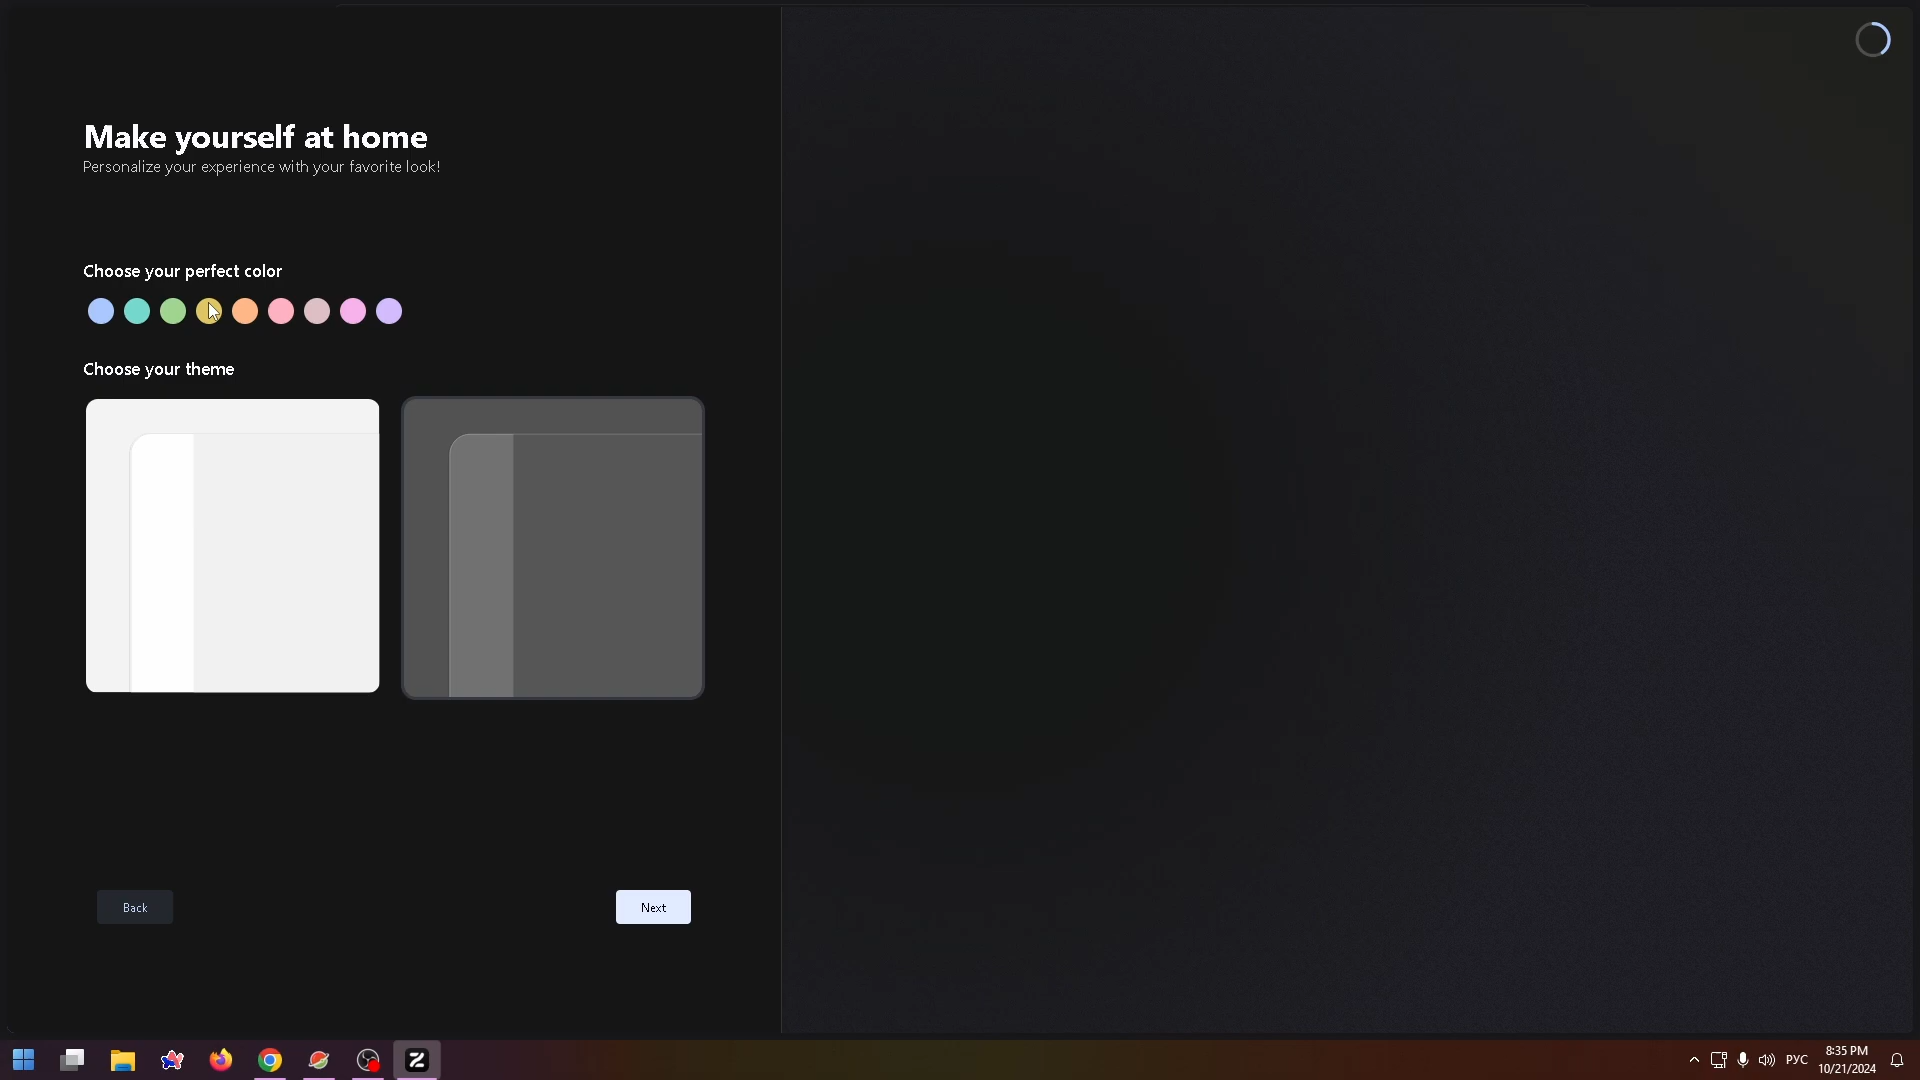 Make yourself at home
Personalize your experience with your favorite look!
Choose your perfect color
Choose your theme
Back
Next
РУС
8:35 PM
10/21/2024